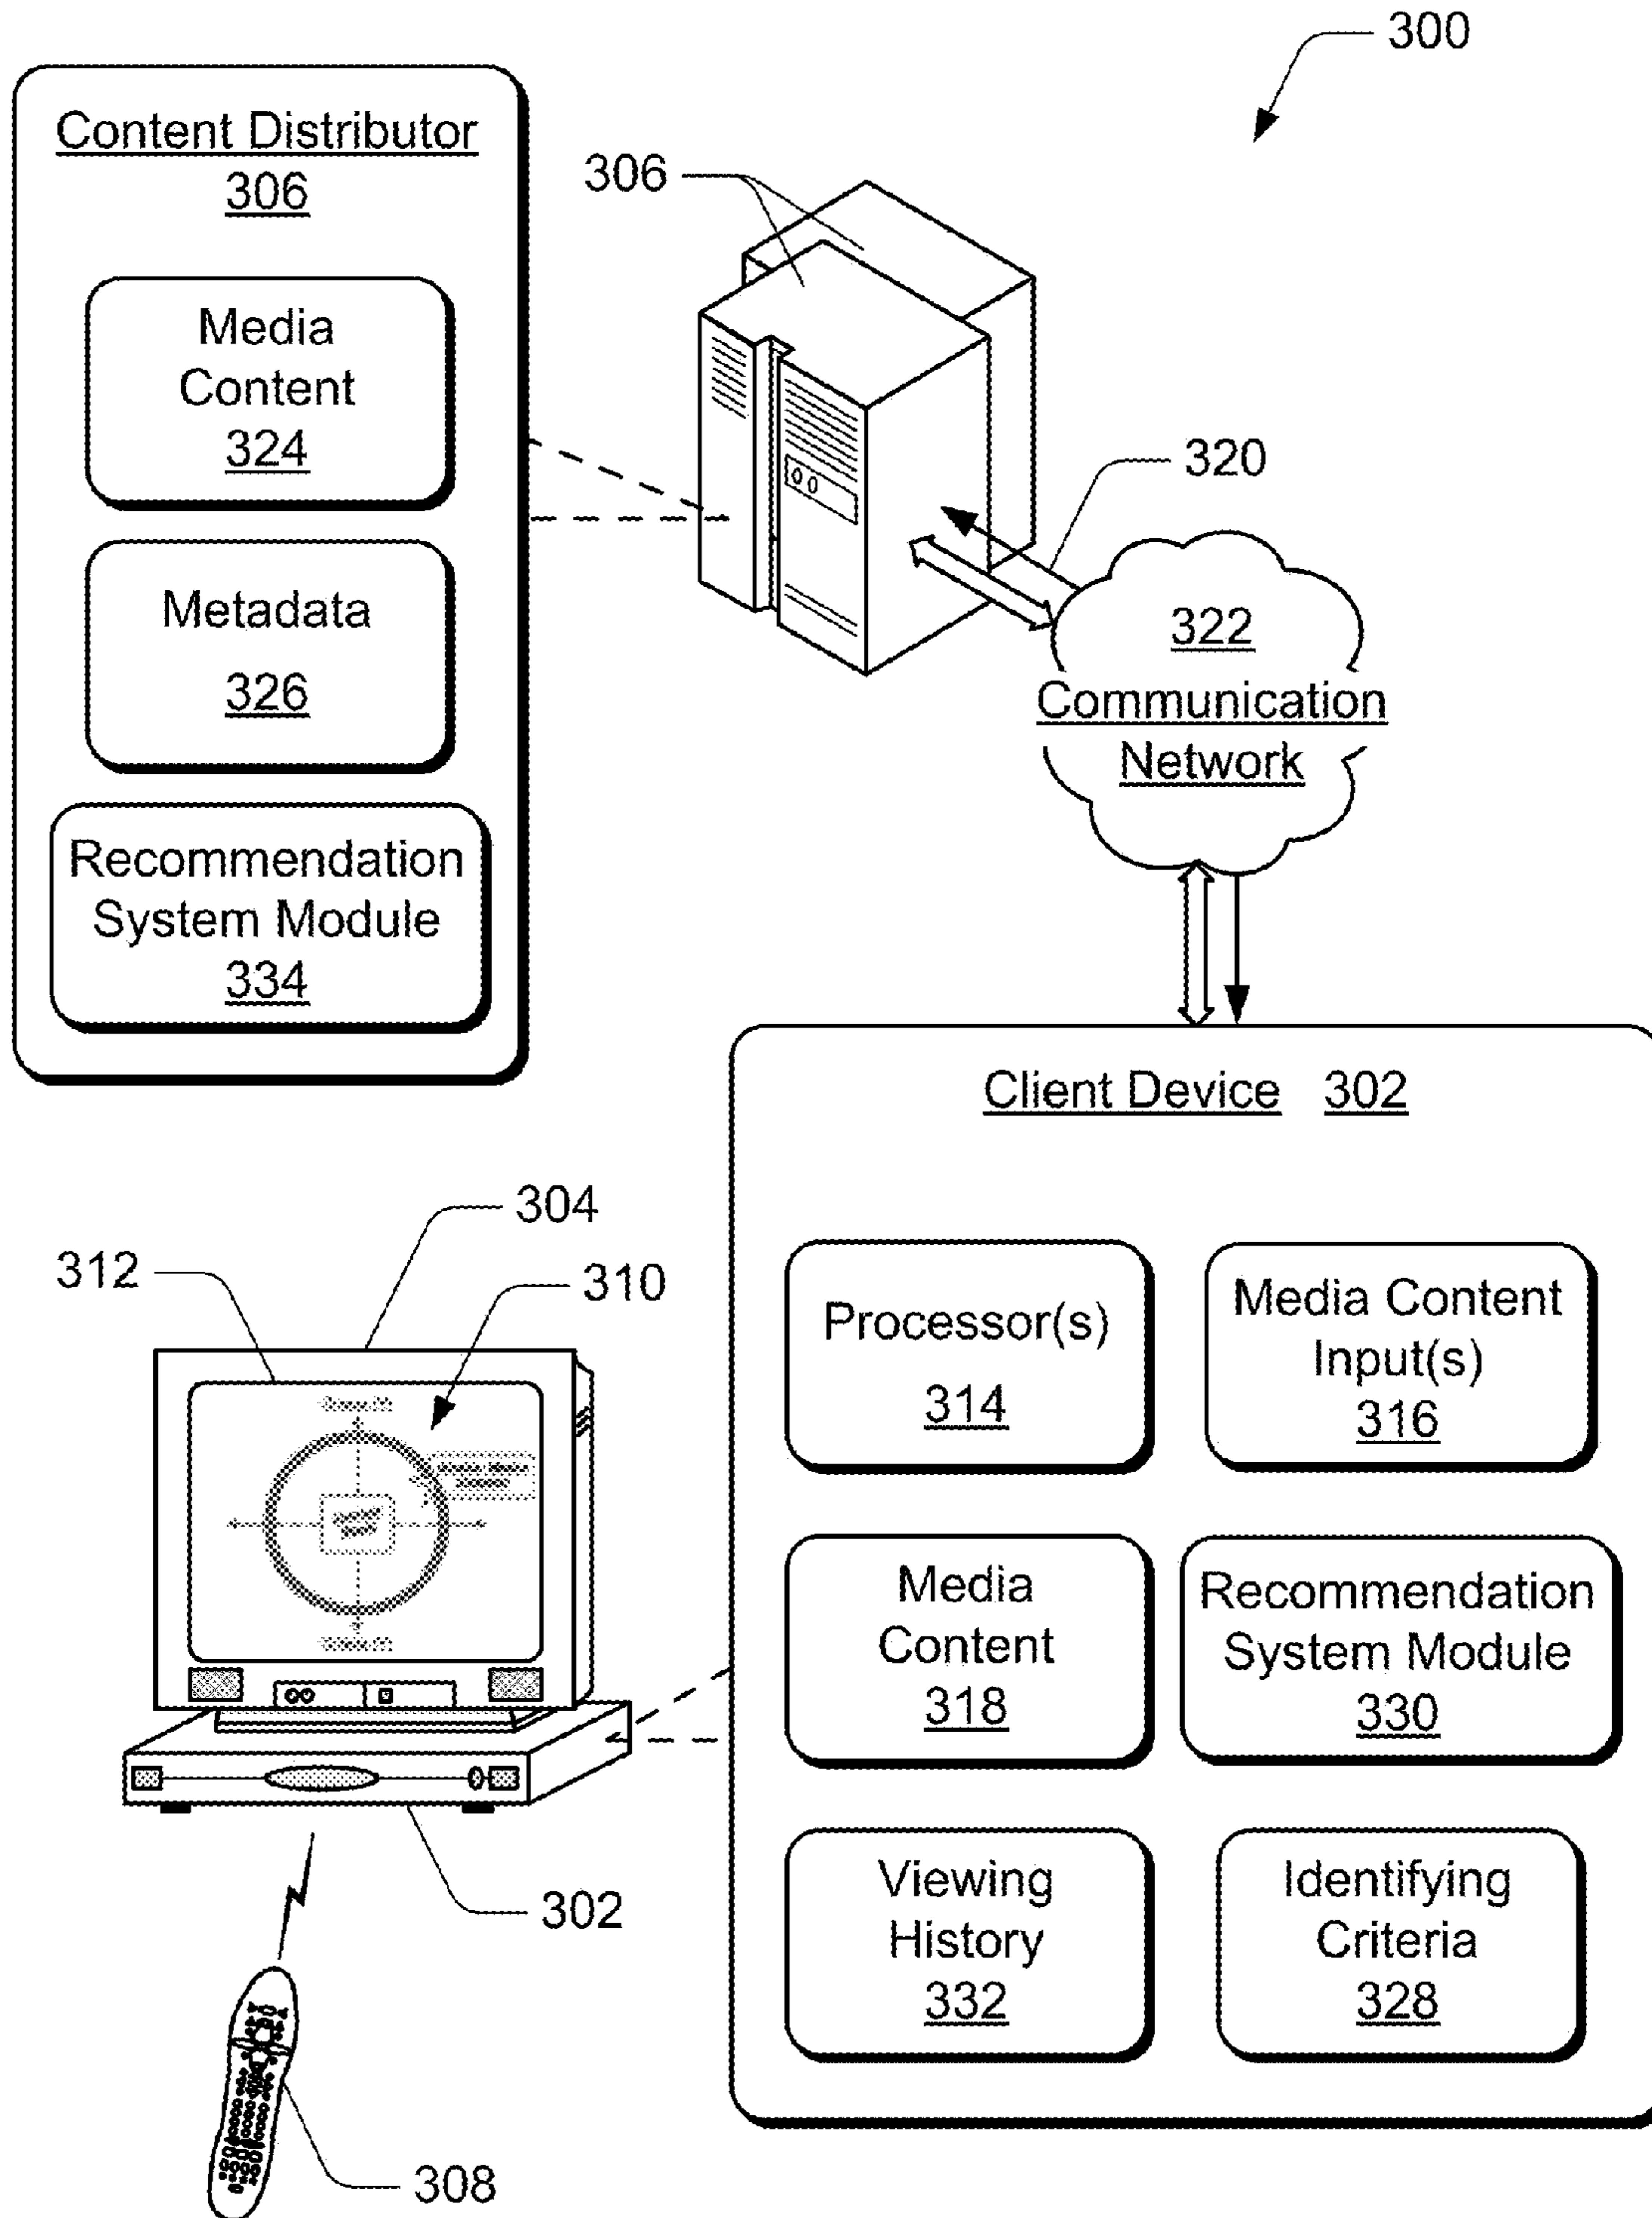 300
Content Distributor
306
Media
Content
324
Metadata
326
Recommendation
System Module
334
306
320
322
Communication
Network
Client Device 302
Processor(s)
314
Media Content
Input(s)
316
Media
Content
318
Recommendation
System Module
330
Viewing
History
332
Identifying
Criteria
328
304
312
310
302
308